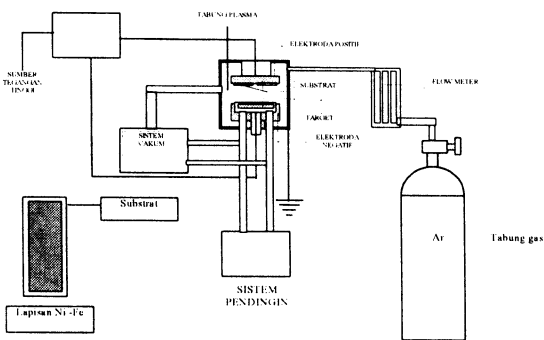 TABUNG PLASMA
ELEKTRODA POSITIF
SUMBER
TEGANGAN
TINGGI
SUBSTRAT
FLOW METER
TARGET
ELEKTRODA
NEGATIF
SISTEM
VAKUM
Substrat
Ar
Tabung gas
SISTEM
PENDINGIN
Lapisan Ni -Fe